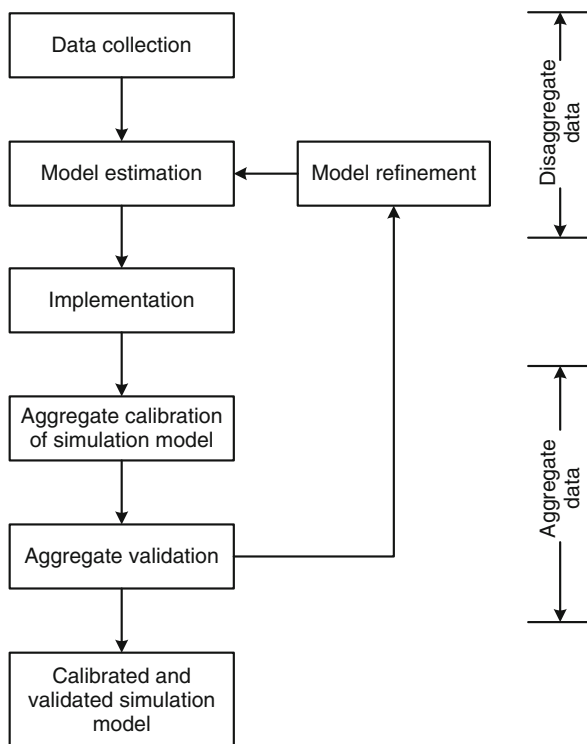 Data collection
Model estimation
Model refinement
Implementation
Aggregate calibration
of simulation model
Aggregate validation
Calibrated and
validated simulation
model
Disaggregate
data
Aggregate
data